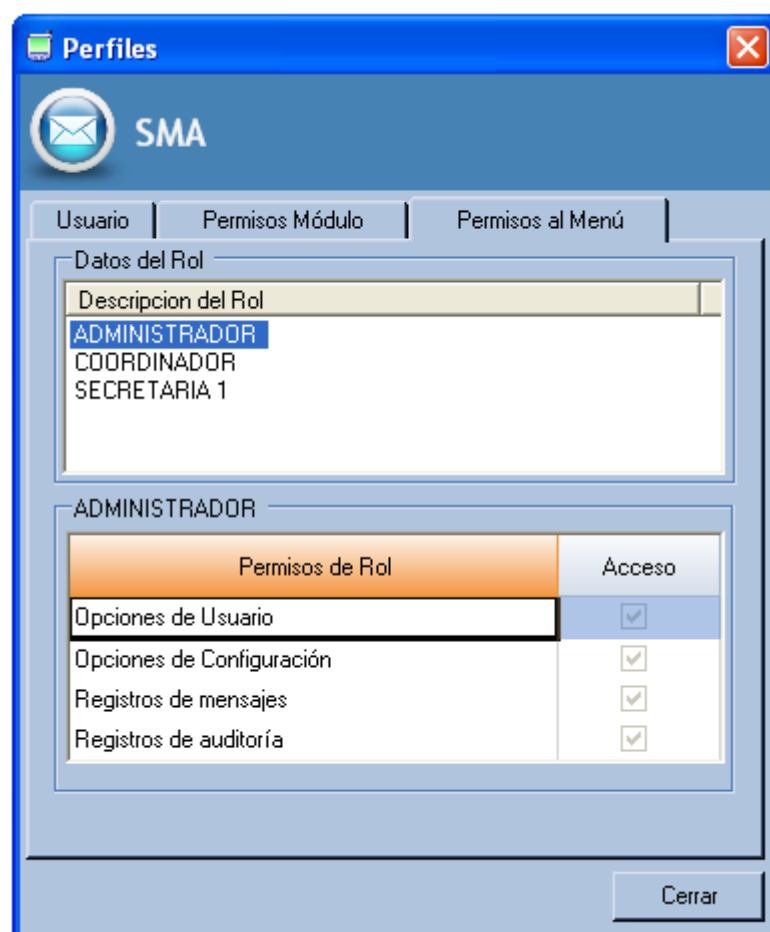 Perfiles
SMA
Usuario Permisos Módulo Permisos al Menú
Datos del Rol
Descripcion del Rol
ADMINISTRADOR
COORDINADOR
SECRETARIA 1
ADMINISTRADOR
Permisos de Rol Acceso
Opciones de Usuario
Opciones de Configuración
Registros de mensajes
Registros de auditoría
Cerrar